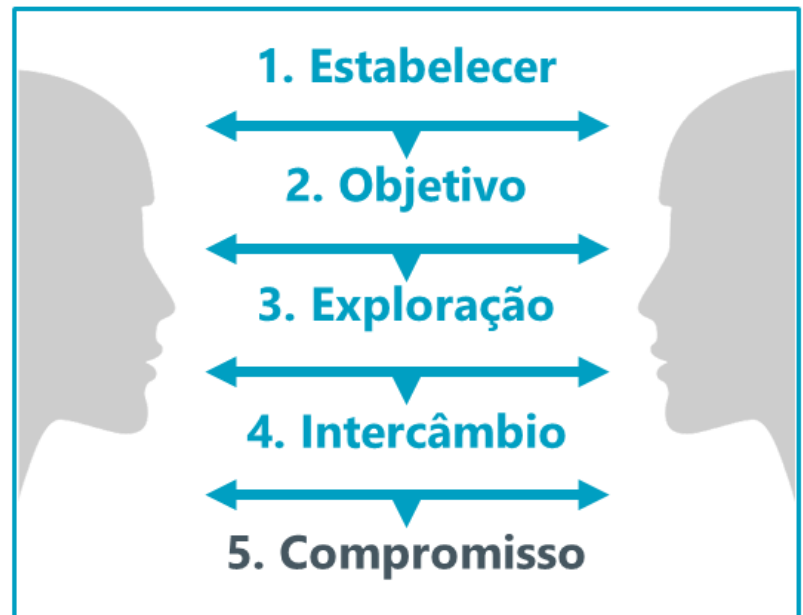 1. Estabelecer
2. Objetivo
3. Exploração
4. Intercâmbio
5. Compromisso